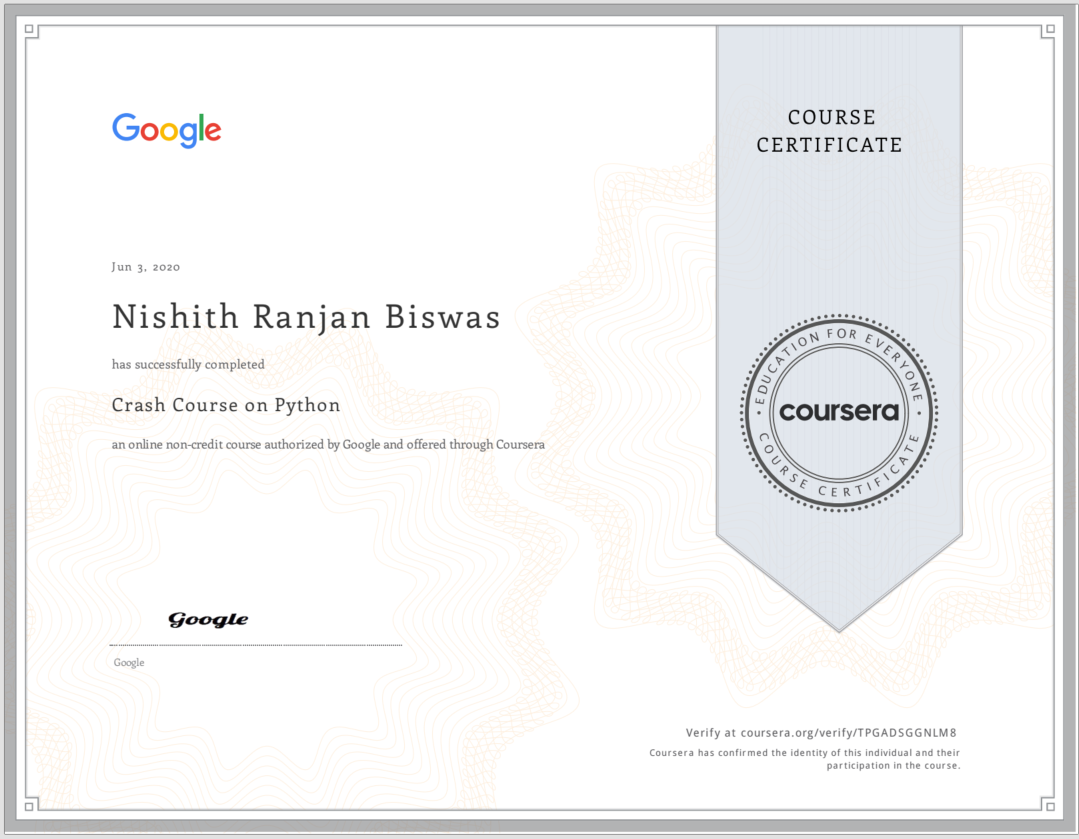 Google
COURSE
CERTIFICATE
Jun 3, 2020
Nishith Ranjan Biswas
has successfully completed
Crash Course on Python
an online non-credit course authorized by Google and offered through Coursera
EDUCATION FOR EVERYONE
coursera
COURSE CERTIFICATE
Google
Google
Verify at coursera.org/verify/TPGADSGGNLM8
Coursera has confirmed the identity of this individual and their
participation in the course.